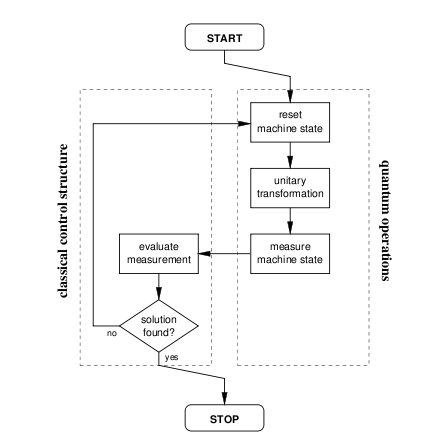 START
reset
machine state
unitary
transformation
measure
machine state
evaluate
measurement
solution
found?
no
yes
STOP
classical control structure
quantum operations